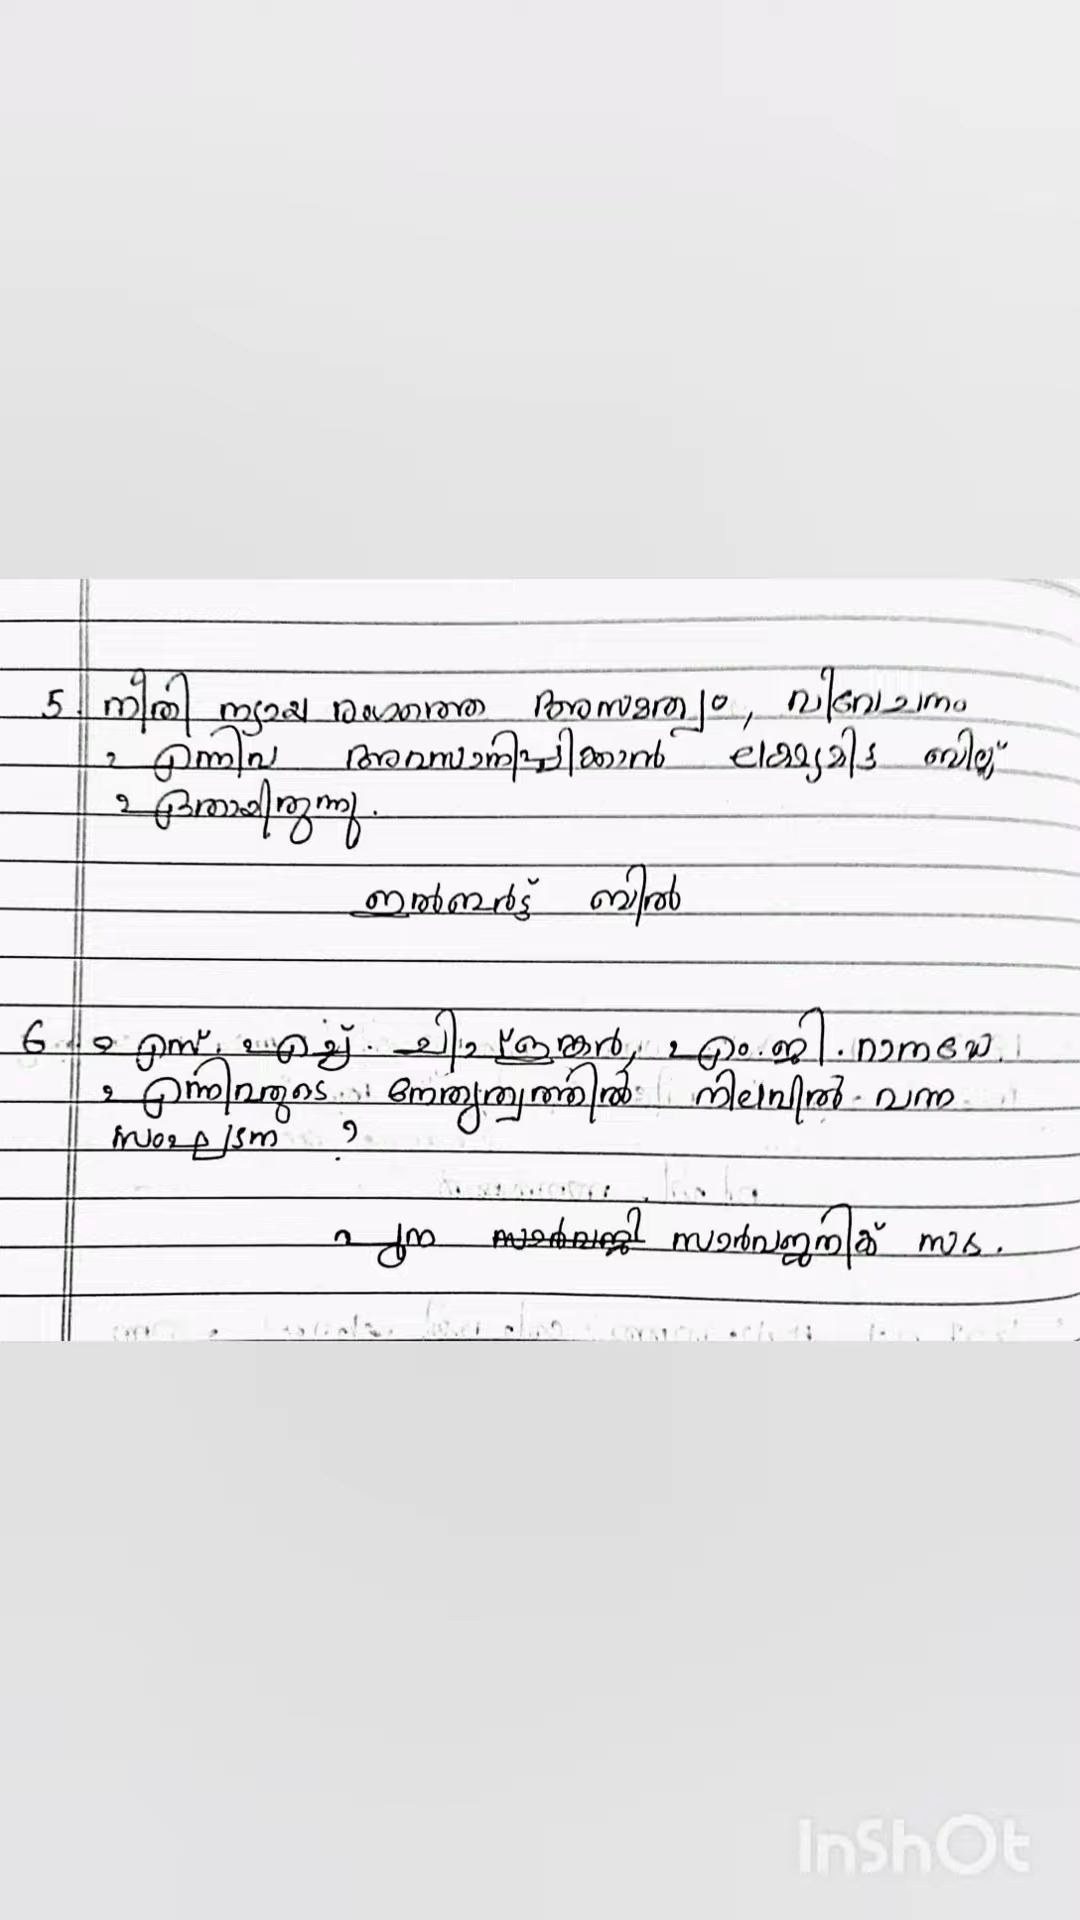 5. നീതി ന്യായ രംഗത്തെ അസമത്വം, വിവേചനം
എന്നിവ അവസാനിപ്പിക്കാൻ ലക്ഷ്യമിട്ട ബില്ല്
ഏതായിരുന്നു.
ഇൽബർട്ട് ബിൽ
6. എസ്. എച്ച്. ചിപ്ലുങ്കർ, എം.ജി. റാനഡേ
എന്നിവരുടെ നേതൃത്വത്തിൽ നിലവിൽ വന്ന
സംഘടന ?
പൂന സാർവജനിക് സഭ.
InShOt